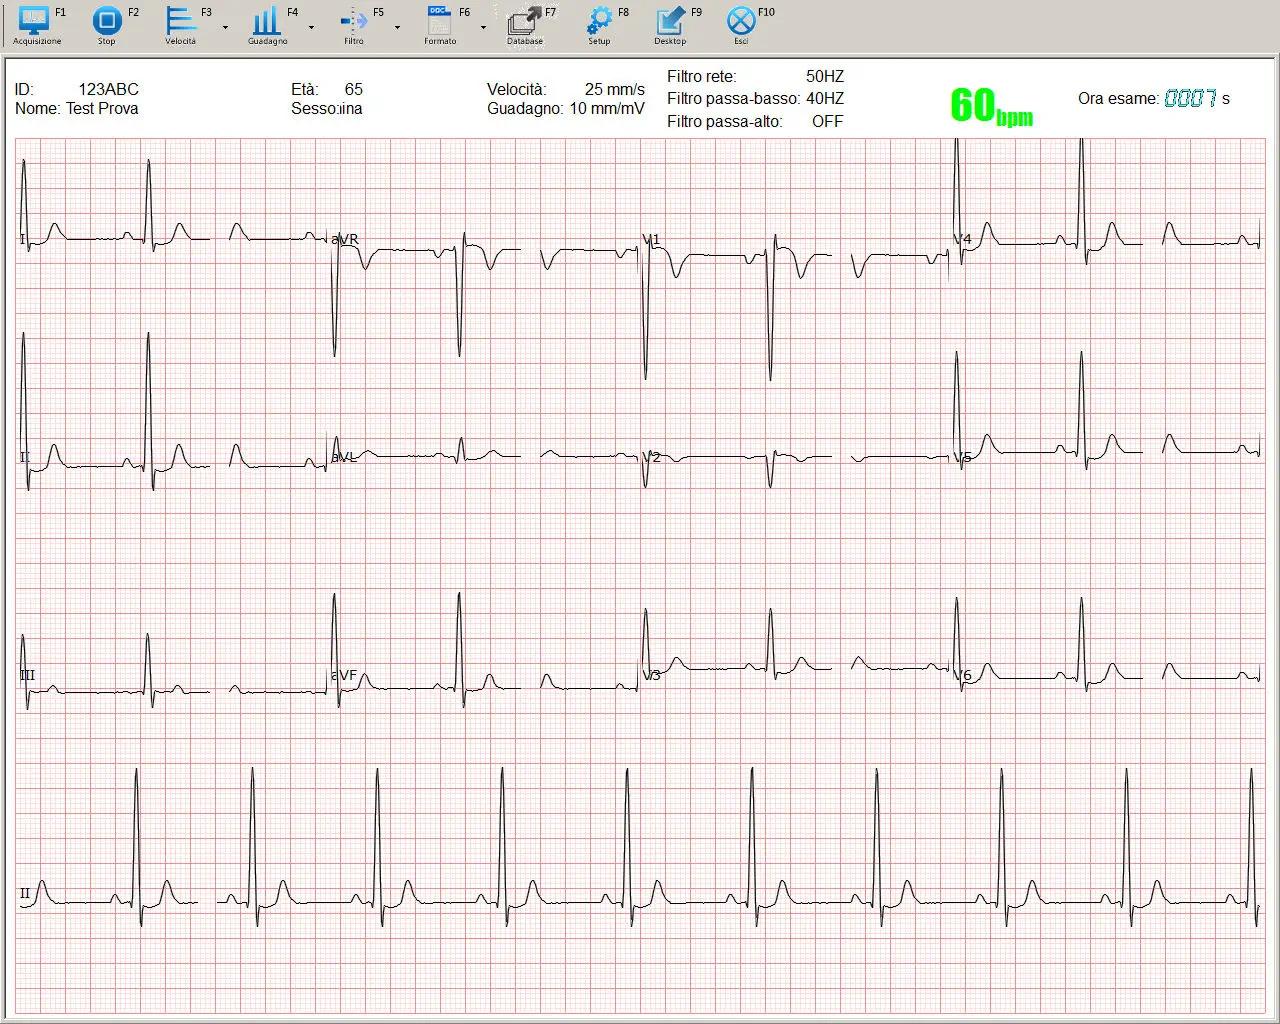 F1 F2 F3 F4 F5 DOC F6 F7 F8 F9 F10
Acquisizione Stop Velocità Guadagno Filtro Formato Database Setup Desktop Esci
ID: 123ABC
Nome: Test Prova
Età: 65
Sesso:ina
Velocità: 25 mm/s
Guadagno: 10 mm/mV
Filtro rete: 50HZ
Filtro passa-basso: 40HZ
Filtro passa-alto: OFF
60bpm
Ora esame: 0007 s
I aVR V1 V4
II aVL V2 V5
III aVF V3 V6
II